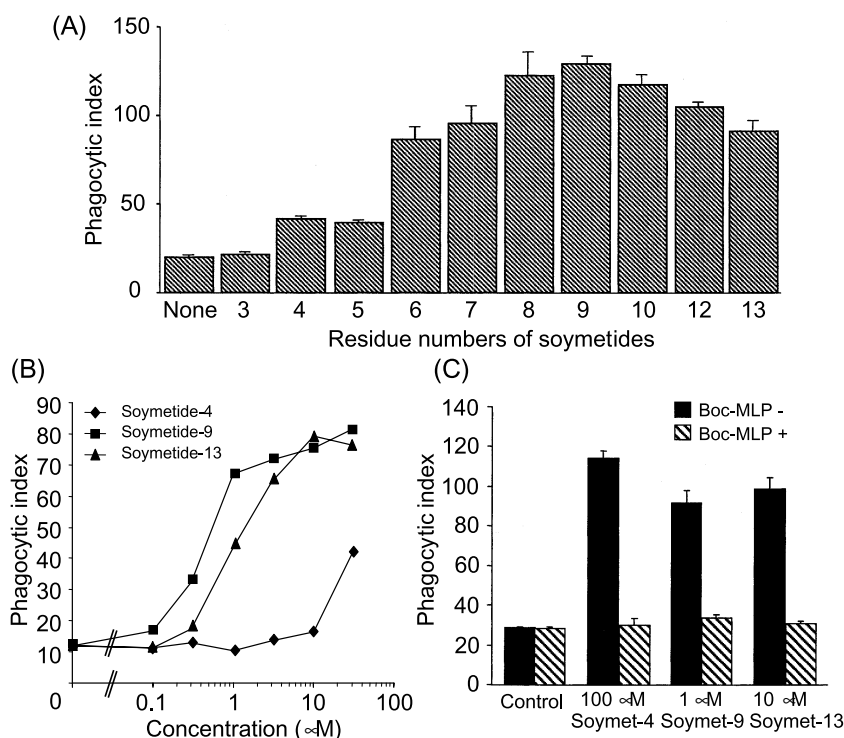 (A)
Phagocytic index
150
100
50
0
None 3 4 5 6 7 8 9 10 12 13
Residue numbers of soymetides
(B)
Phagocytic index
90
80
70
60
50
40
30
20
10
0
Soymetide-4
Soymetide-9
Soymetide-13
0.1 1 10 100
Concentration (∝M)
(C)
Phagocytic index
140
120
100
80
60
40
20
0
Boc-MLP -
Boc-MLP +
Control 100 ∝M 1 ∝M 10 ∝M
Soymet-4 Soymet-9 Soymet-13